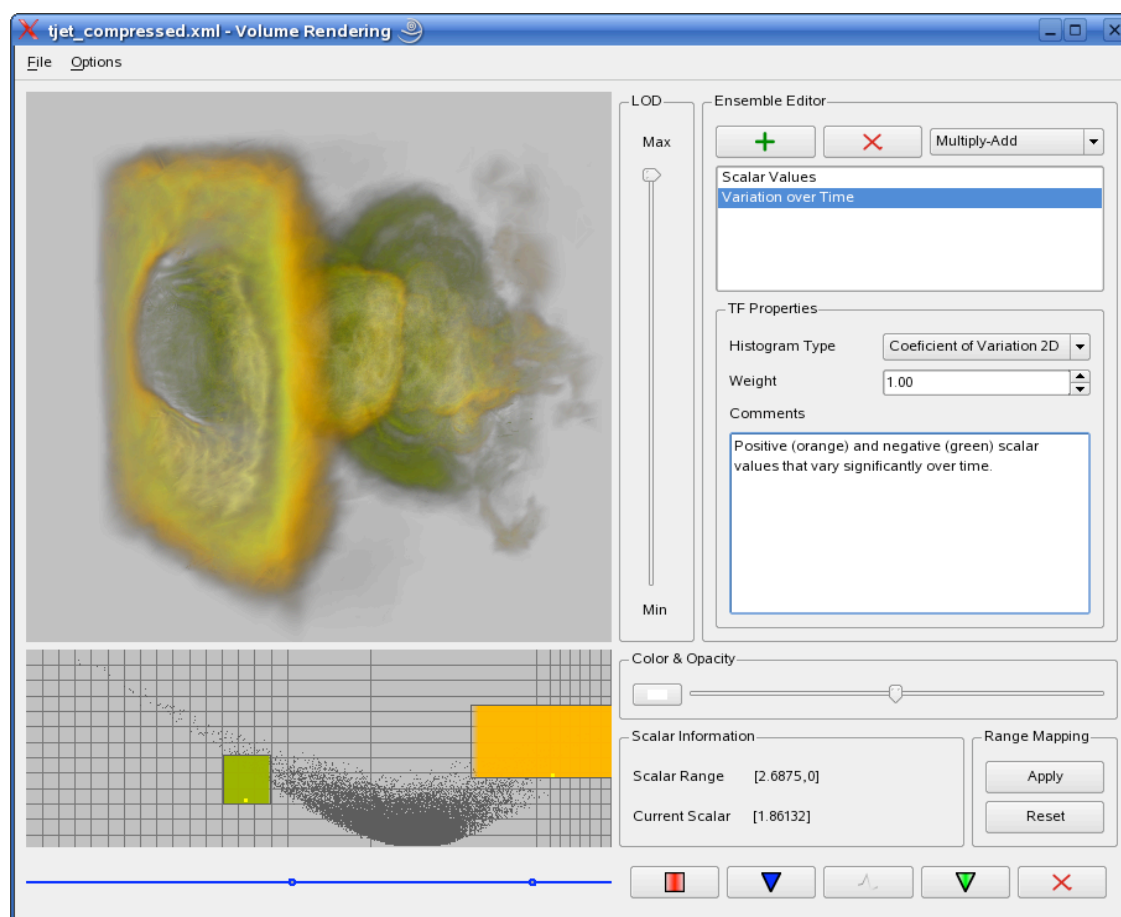 tjet_compressed.xml - Volume Rendering
File Options
LOD
Max
Min
Ensemble Editor
Multiply-Add
Scalar Values
Variation over Time
TF Properties
Histogram Type Coeficient of Variation 2D
Weight 1.00
Comments
Positive (orange) and negative (green) scalar
values that vary significantly over time.
Color & Opacity
Scalar Information
Scalar Range [2.6875,0]
Current Scalar [1.86132]
Range Mapping
Apply
Reset